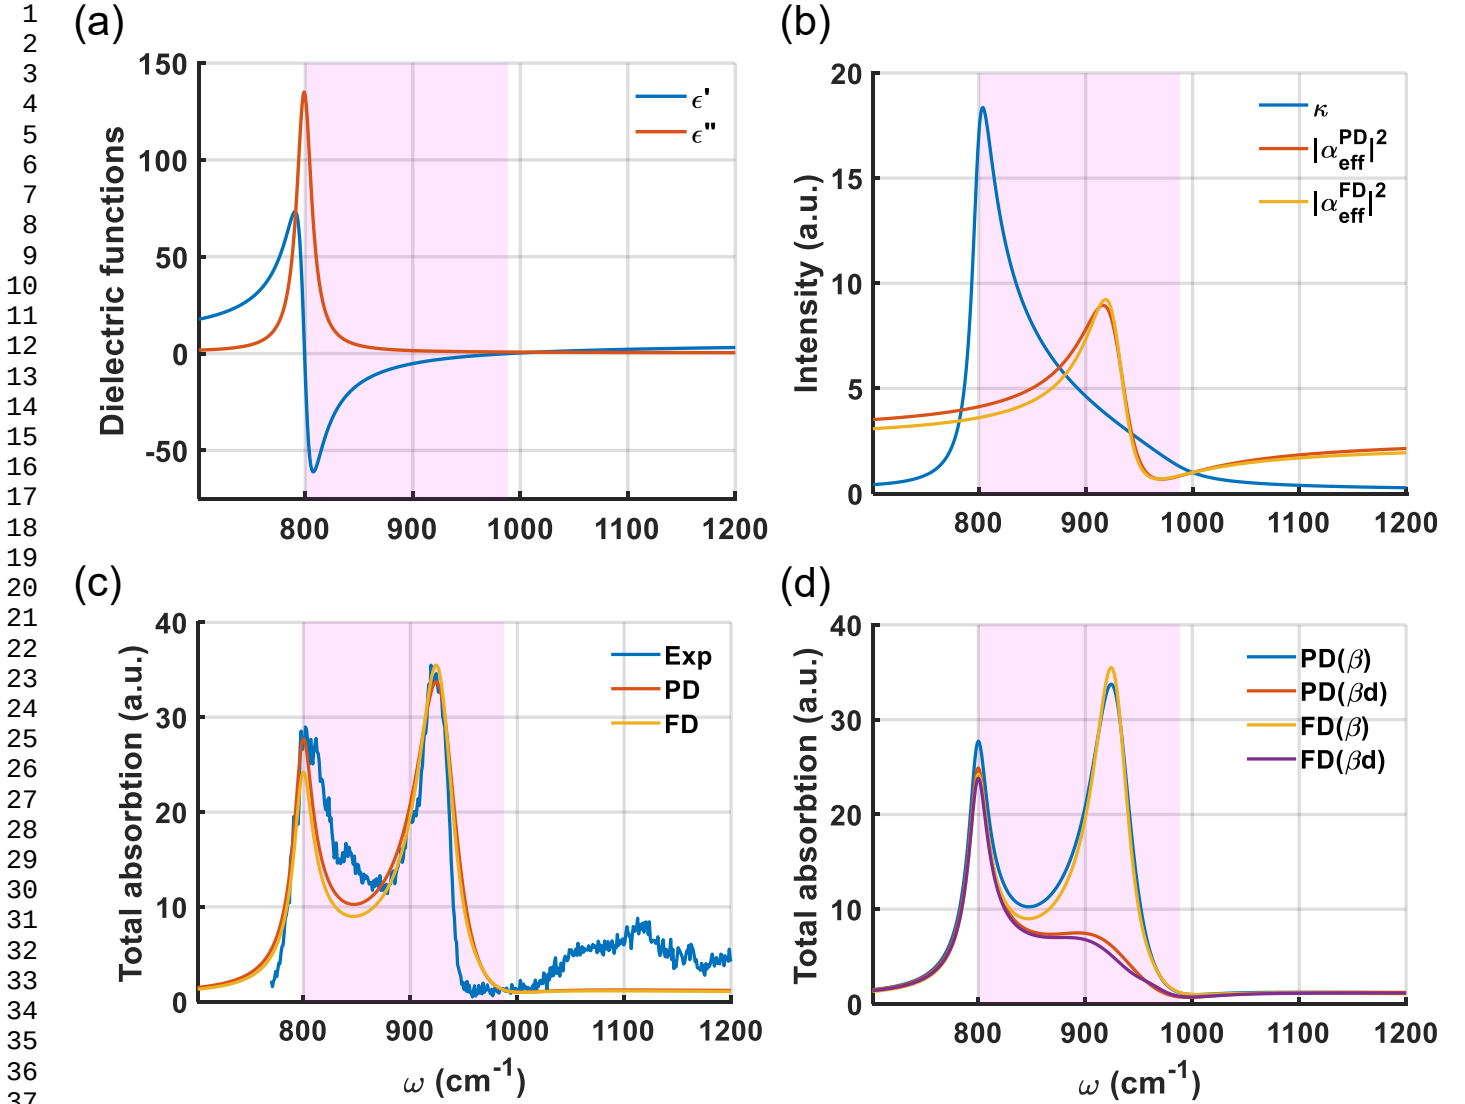 1
2
3
4
5
6
7
8
9
10
11
12
13
14
15
16
17
18
19
20
21
22
23
24
25
26
27
28
29
30
31
32
33
34
35
36
37
(a)
150
100
50
0
-50
800 900 1000 1100 1200
Dielectric functions
ϵ'
ϵ"
(b)
20
15
10
5
0
800 900 1000 1100 1200
Intensity (a.u.)
κ
|α_eff^PD|²
|α_eff^FD|²
(c)
40
30
20
10
0
800 900 1000 1100 1200
Total absorbtion (a.u.)
ω (cm⁻¹)
Exp
PD
FD
(d)
40
30
20
10
0
800 900 1000 1100 1200
Total absorbtion (a.u.)
ω (cm⁻¹)
PD(β)
PD(βd)
FD(β)
FD(βd)